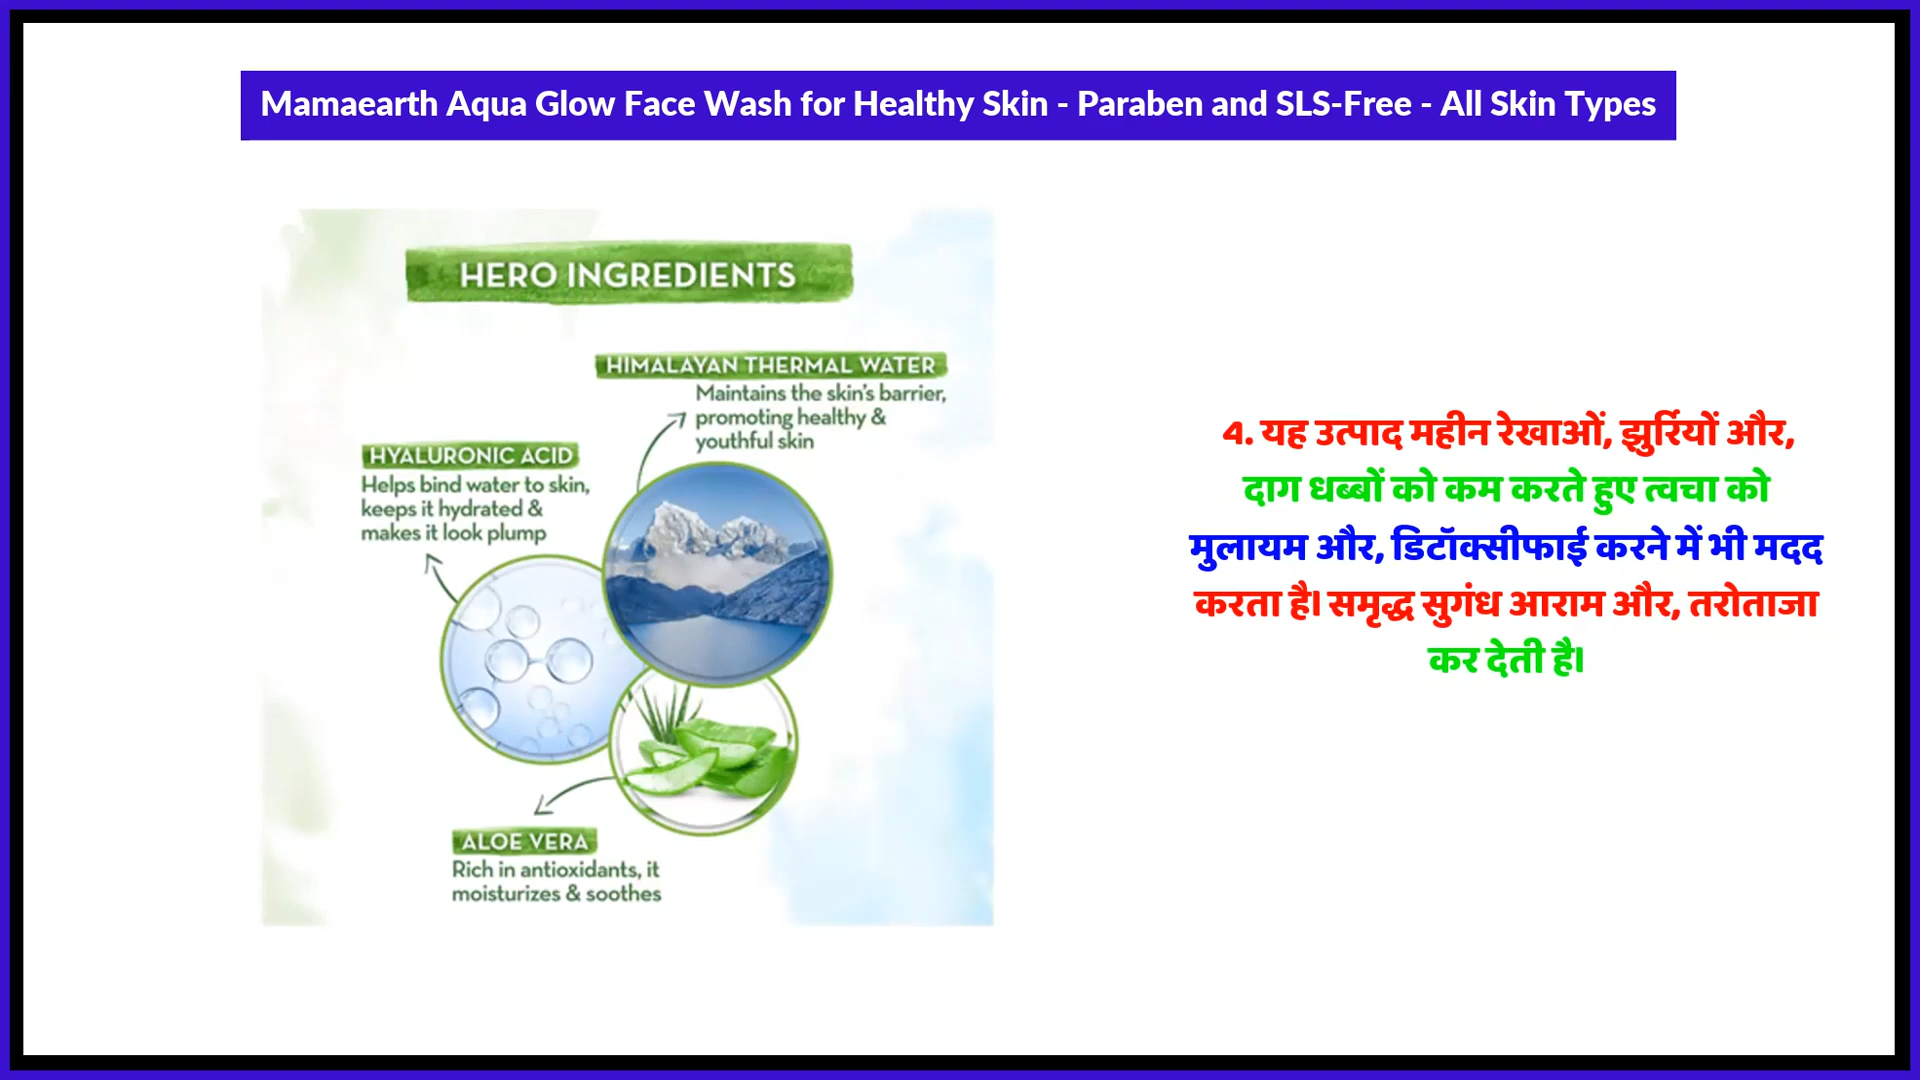 Mamaearth Aqua Glow Face Wash for Healthy Skin - Paraben and SLS-Free - All Skin Types
HERO INGREDIENTS
HIMALAYAN THERMAL WATER
Maintains the skin's barrier,
promoting healthy &
youthful skin
HYALURONIC ACID
Helps bind water to skin,
keeps it hydrated &
makes it look plump
ALOE VERA
Rich in antioxidants, it
moisturizes & soothes
4. यह उत्पाद महीन रेखाओं, झुर्रियों और,
दाग धब्बों को कम करते हुए त्वचा को
मुलायम और, डिटॉक्सीफाई करने में भी मदद
करता है। समृद्ध सुगंध आराम और, तरोताजा
कर देती है।